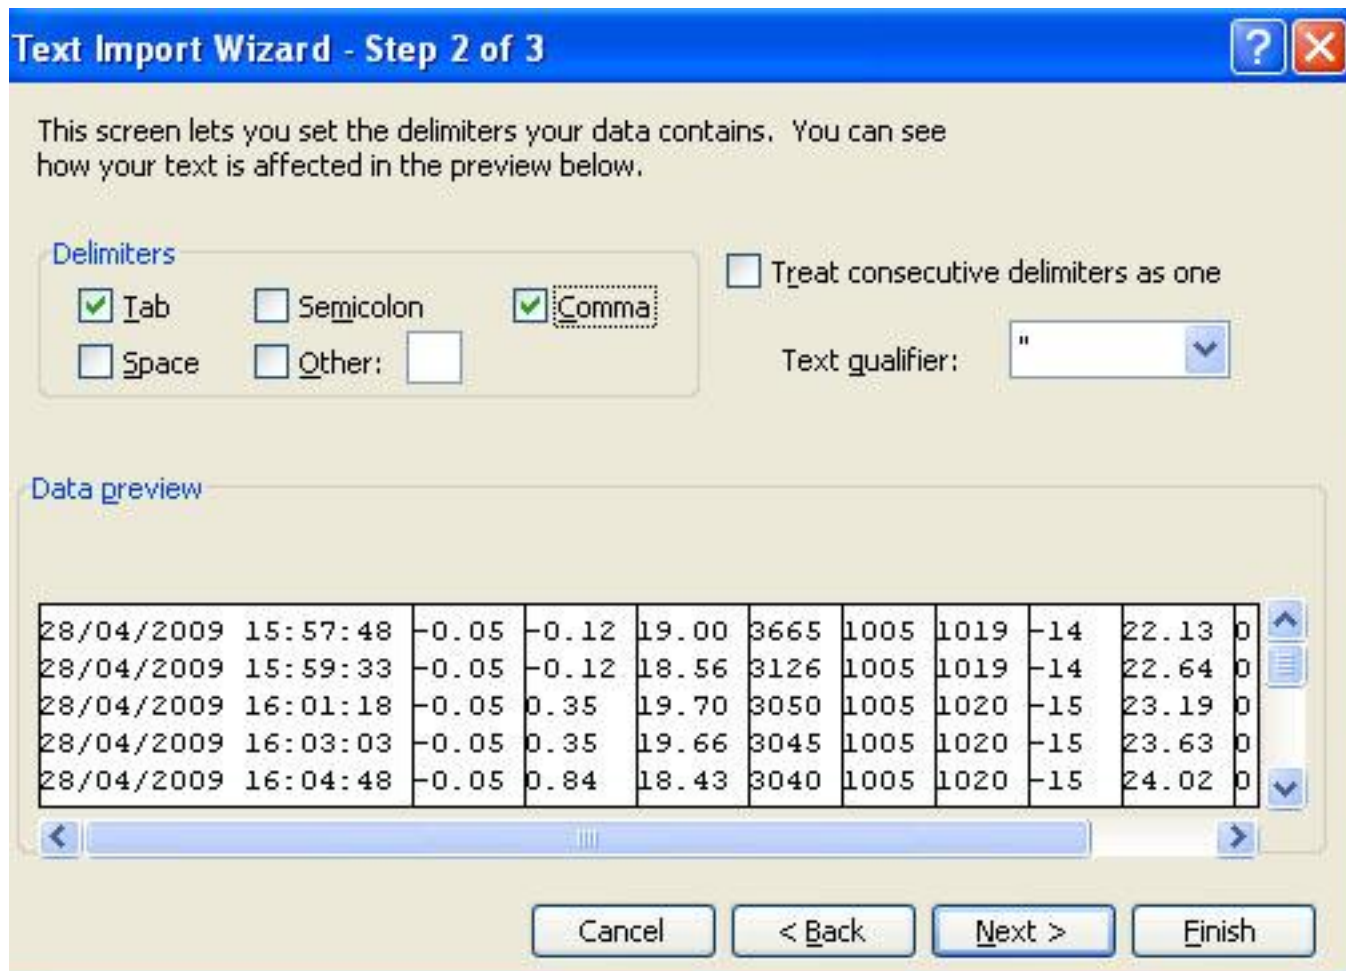 Text Import Wizard - Step 2 of 3
This screen lets you set the delimiters your data contains. You can see
how your text is affected in the preview below.
Delimiters
Tab Semicolon Comma
Space Other:
Treat consecutive delimiters as one
Text qualifier: "
Data preview
28/04/2009 15:57:48 -0.05 -0.12 19.00 3665 1005 1019 -14 22.13 0
28/04/2009 15:59:33 -0.05 -0.12 18.56 3126 1005 1019 -14 22.64 0
28/04/2009 16:01:18 -0.05 0.35 19.70 3050 1005 1020 -15 23.19 0
28/04/2009 16:03:03 -0.05 0.35 19.66 3045 1005 1020 -15 23.63 0
28/04/2009 16:04:48 -0.05 0.84 18.43 3040 1005 1020 -15 24.02 0
Cancel < Back Next > Finish